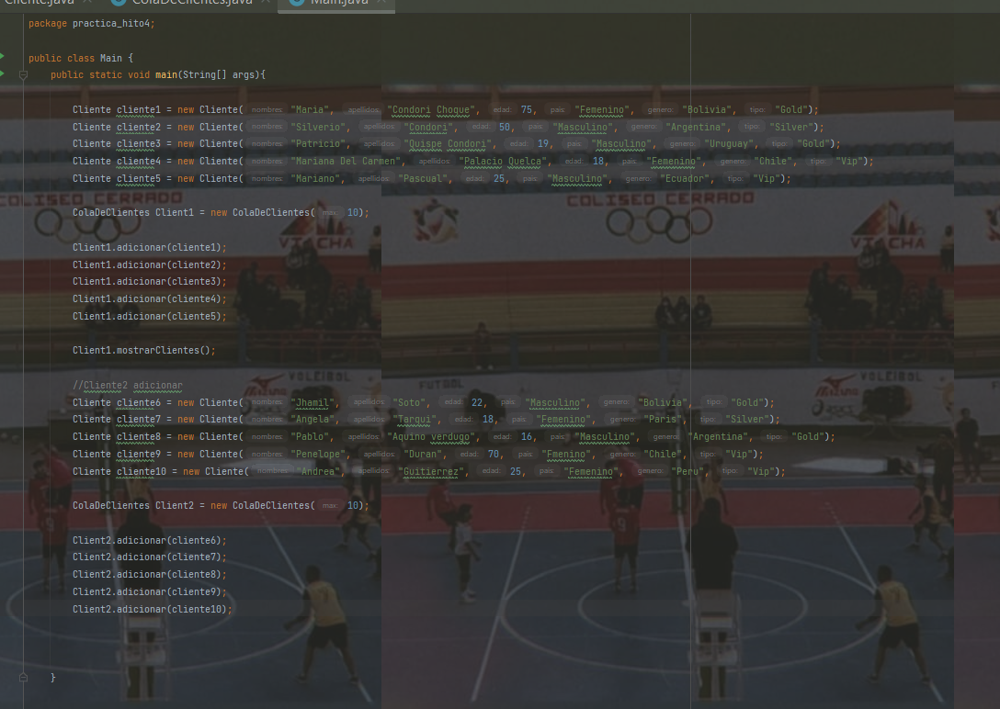 Cliente.java ColaDeClientes.java Main.java
package practica_hito4;
public class Main {
public static void main(String[] args){
Cliente cliente1 = new Cliente( nombres: "Maria", apellidos: "Condori Choque", edad: 75, pais: "Femenino", genero: "Bolivia", tipo: "Gold");
Cliente cliente2 = new Cliente( nombres: "Silverio", apellidos: "Condori", edad: 50, pais: "Masculino", genero: "Argentina", tipo: "Silver");
Cliente cliente3 = new Cliente( nombres: "Patricio", apellidos: "Quispe Condori", edad: 19, pais: "Masculino", genero: "Uruguay", tipo: "Gold");
Cliente cliente4 = new Cliente( nombres: "Mariana Del Carmen", apellidos: "Palacio Quelca", edad: 18, pais: "Femenino", genero: "Chile", tipo: "Vip");
Cliente cliente5 = new Cliente( nombres: "Mariano", apellidos: "Pascual", edad: 25, pais: "Masculino", genero: "Ecuador", tipo: "Vip");
COLISEO CERRADO COLISEO CERRADO
ColaDeClientes Client1 = new ColaDeClientes( max: 10);
VIACHA VIACHA
Client1.adicionar(cliente1);
Client1.adicionar(cliente2);
Client1.adicionar(cliente3);
Client1.adicionar(cliente4);
Client1.adicionar(cliente5);
Client1.mostrarClientes();
VOLEIBOL FUTBOL VOLEIBOL
//Cliente2 adicionar
Cliente cliente6 = new Cliente( nombres: "Jhamil", apellidos: "Soto", edad: 22, pais: "Masculino", genero: "Bolivia", tipo: "Gold");
Cliente cliente7 = new Cliente( nombres: "Angela", apellidos: "Tarqui", edad: 18, pais: "Femenino", genero: "Paris", tipo: "Silver");
Cliente cliente8 = new Cliente( nombres: "Pablo", apellidos: "Aquino verdugo", edad: 16, pais: "Masculino", genero: "Argentina", tipo: "Gold");
Cliente cliente9 = new Cliente( nombres: "Penelope", apellidos: "Duran", edad: 70, pais: "Fmenino", genero: "Chile", tipo: "Vip");
Cliente cliente10 = new Cliente( nombres: "Andrea", apellidos: "Guitierrez", edad: 25, pais: "Femenino", genero: "Peru", tipo: "Vip");
ColaDeClientes Client2 = new ColaDeClientes( max: 10);
Client2.adicionar(cliente6);
Client2.adicionar(cliente7);
Client2.adicionar(cliente8);
Client2.adicionar(cliente9);
Client2.adicionar(cliente10);
}